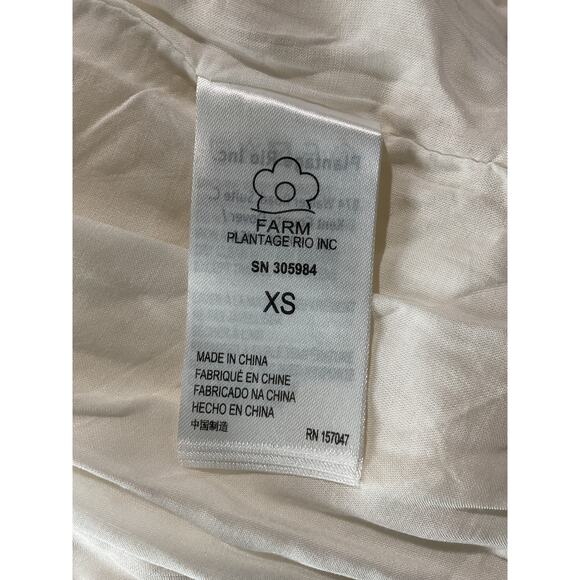 FARM
PLANTAGE RIO INC
SN 305984
XS
MADE IN CHINA
FABRIQUÉ EN CHINE
FABRICADO NA CHINA
HECHO EN CHINA
中国制造
RN 157047